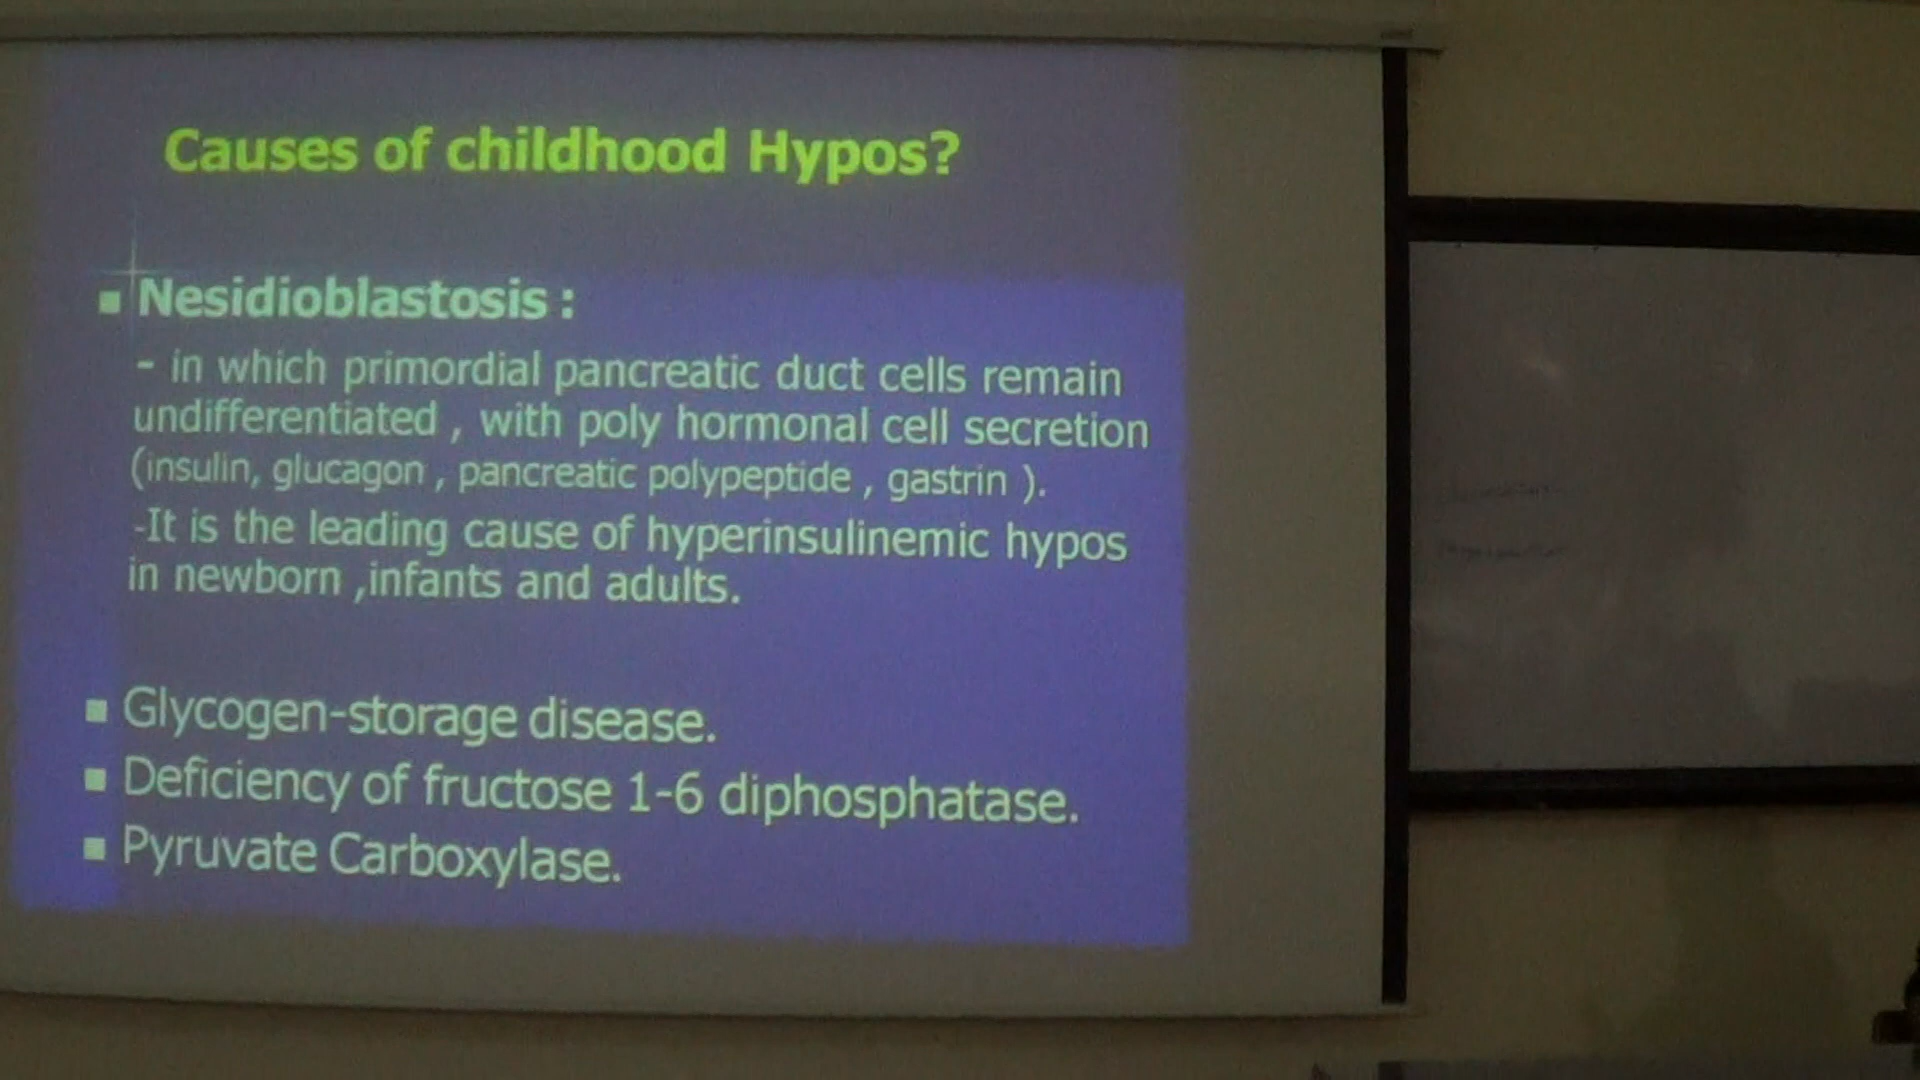 Causes of childhood Hypos?
▪ Nesidioblastosis :
- in which primordial pancreatic duct cells remain
undifferentiated , with poly hormonal cell secretion
(insulin, glucagon , pancreatic polypeptide , gastrin ).
-It is the leading cause of hyperinsulinemic hypos
in newborn ,infants and adults.
▪ Glycogen-storage disease.
▪ Deficiency of fructose 1-6 diphosphatase.
▪ Pyruvate Carboxylase.